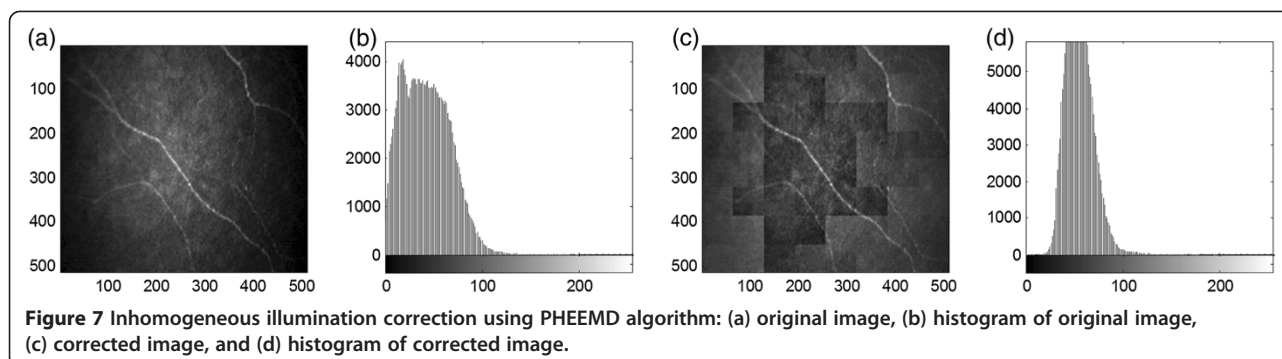 (a)
100
200
300
400
500
100 200 300 400 500
(b)
4000
3000
2000
1000
0
0 100 200
(c)
100
200
300
400
500
100 200 300 400 500
(d)
5000
4000
3000
2000
1000
0
0 100 200
Figure 7 Inhomogeneous illumination correction using PHEEMD algorithm: (a) original image, (b) histogram of original image,
(c) corrected image, and (d) histogram of corrected image.